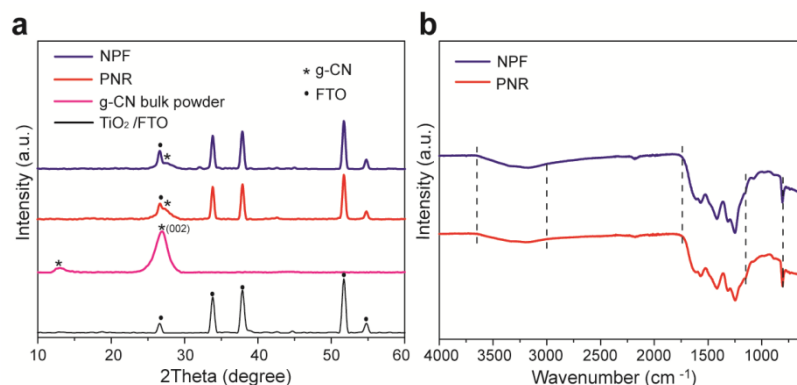 a
NPF
PNR
g-CN bulk powder
TiO₂ /FTO
* g-CN
• FTO
*(002)
Intensity (a.u.)
10 20 30 40 50 60
2Theta (degree)
b
NPF
PNR
Intensity (a.u.)
4000 3500 3000 2500 2000 1500 1000
Wavenumber (cm⁻¹)